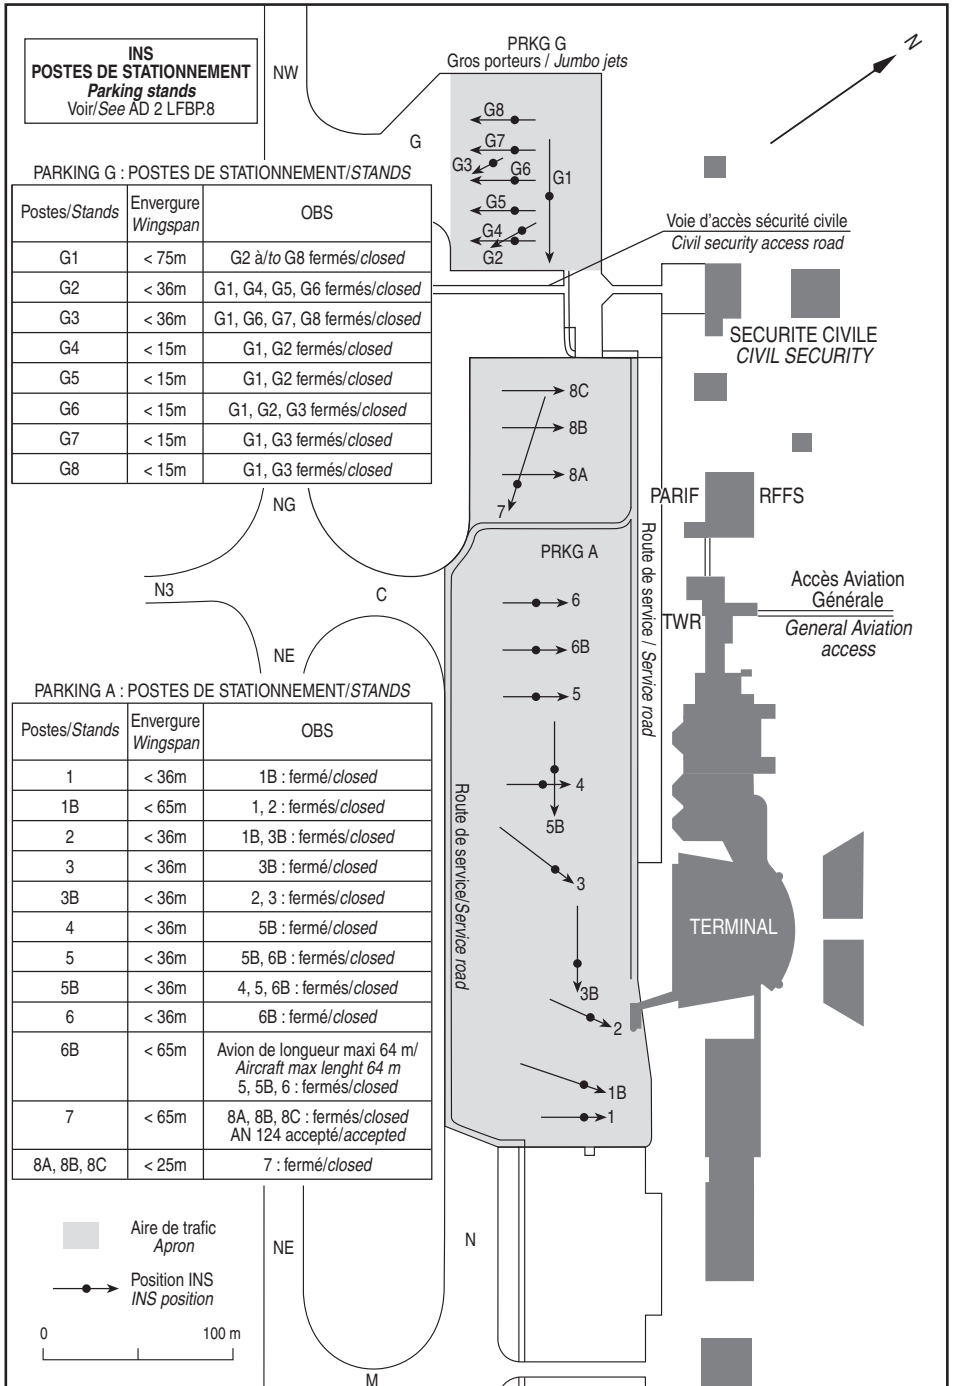 INS
POSTES DE STATIONNEMENT
Parking stands
Voir/See AD 2 LFBP.8
NW
PRKG G
Gros porteurs / Jumbo jets
N
G
G8
G7
G3
G6
G1
G5
G4
G2
Voie d'accès sécurité civile
Civil security access road
SECURITE CIVILE
CIVIL SECURITY
PARKING G : POSTES DE STATIONNEMENT/STANDS
Postes/Stands
Envergure
Wingspan
OBS
G1 < 75m G2 à/to G8 fermés/closed
G2 < 36m G1, G4, G5, G6 fermés/closed
G3 < 36m G1, G6, G7, G8 fermés/closed
G4 < 15m G1, G2 fermés/closed
G5 < 15m G1, G2 fermés/closed
G6 < 15m G1, G2, G3 fermés/closed
G7 < 15m G1, G3 fermés/closed
G8 < 15m G1, G3 fermés/closed
8C
8B
8A
7
NG
PARIF
RFFS
PRKG A
Route de service / Service road
N3
C
6
TWR
Accès Aviation
Générale
General Aviation
access
6B
NE
5
4
5B
3
Route de service/Service road
TERMINAL
3B
2
1B
1
PARKING A : POSTES DE STATIONNEMENT/STANDS
Postes/Stands
Envergure
Wingspan
OBS
1 < 36m 1B : fermé/closed
1B < 65m 1, 2 : fermés/closed
2 < 36m 1B, 3B : fermés/closed
3 < 36m 3B : fermé/closed
3B < 36m 2, 3 : fermés/closed
4 < 36m 5B : fermé/closed
5 < 36m 5B, 6B : fermés/closed
5B < 36m 4, 5, 6B : fermés/closed
6 < 36m 6B : fermé/closed
6B < 65m Avion de longueur maxi 64 m/
Aircraft max lenght 64 m
5, 5B, 6 : fermés/closed
7 < 65m 8A, 8B, 8C : fermés/closed
AN 124 accepté/accepted
8A, 8B, 8C < 25m 7 : fermé/closed
Aire de trafic
Apron
Position INS
INS position
0 100 m
NE
N
M